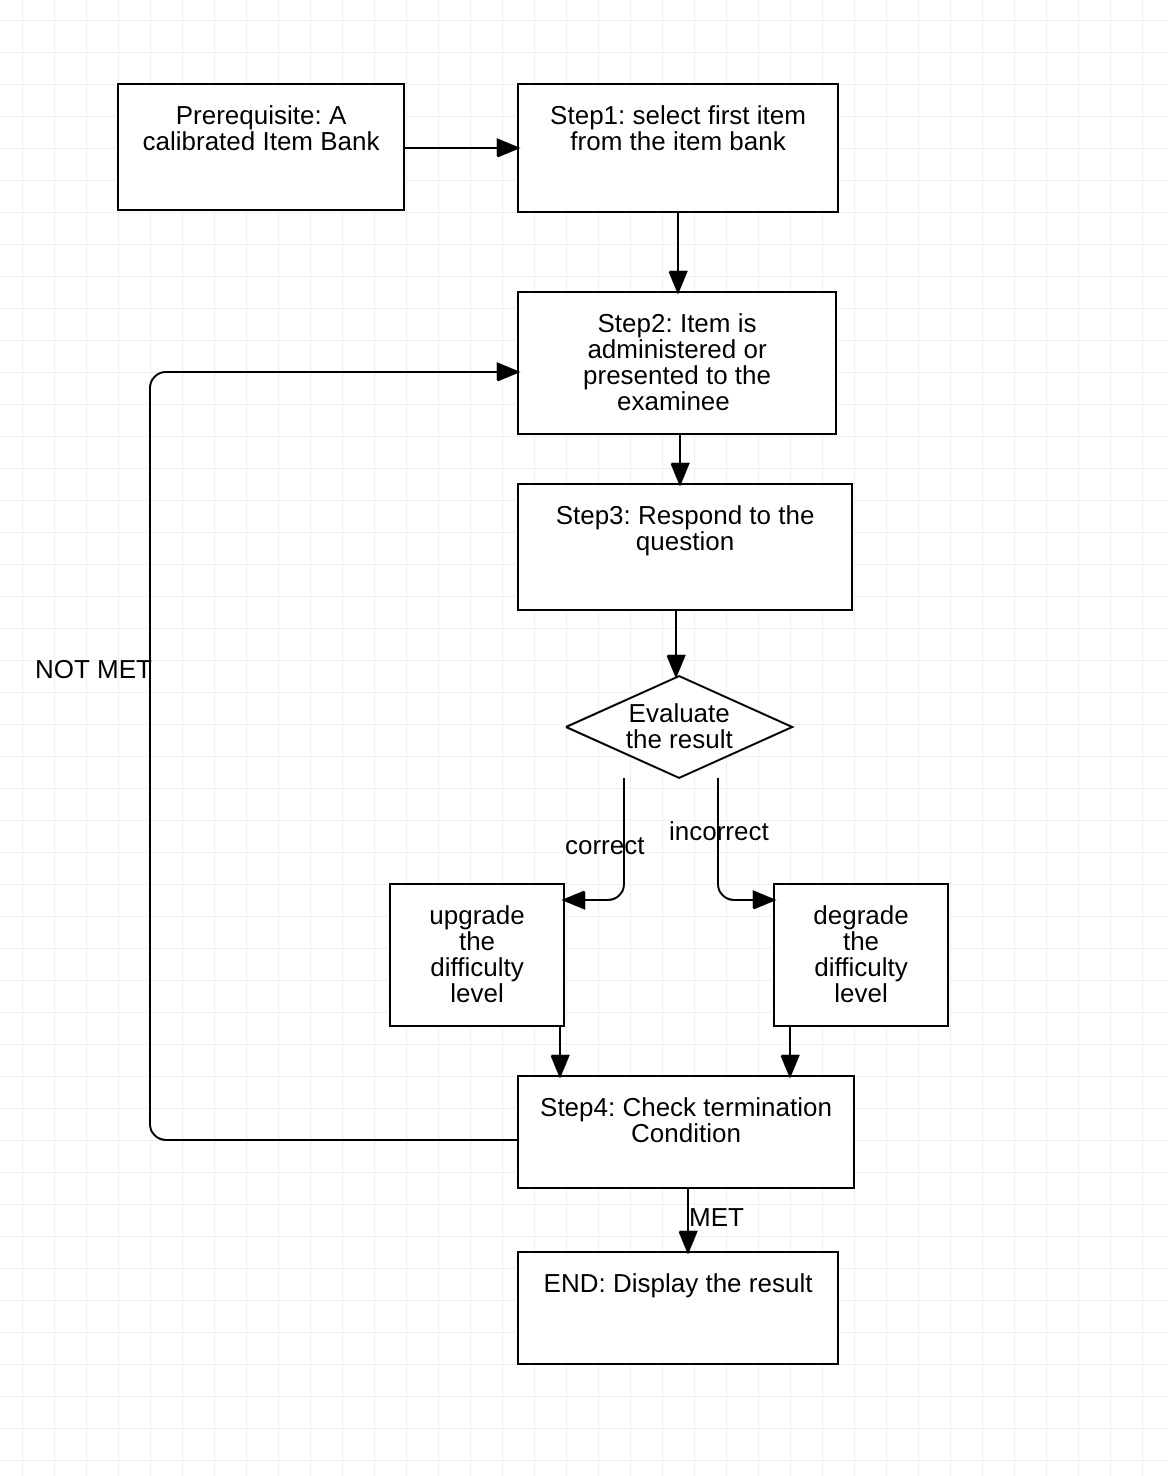 Prerequisite: A
calibrated Item Bank
Step1: select first item
from the item bank
Step2: Item is
administered or
presented to the
examinee
Step3: Respond to the
question
NOT MET
Evaluate
the result
correct
incorrect
upgrade
the
difficulty
level
degrade
the
difficulty
level
Step4: Check termination
Condition
MET
END: Display the result